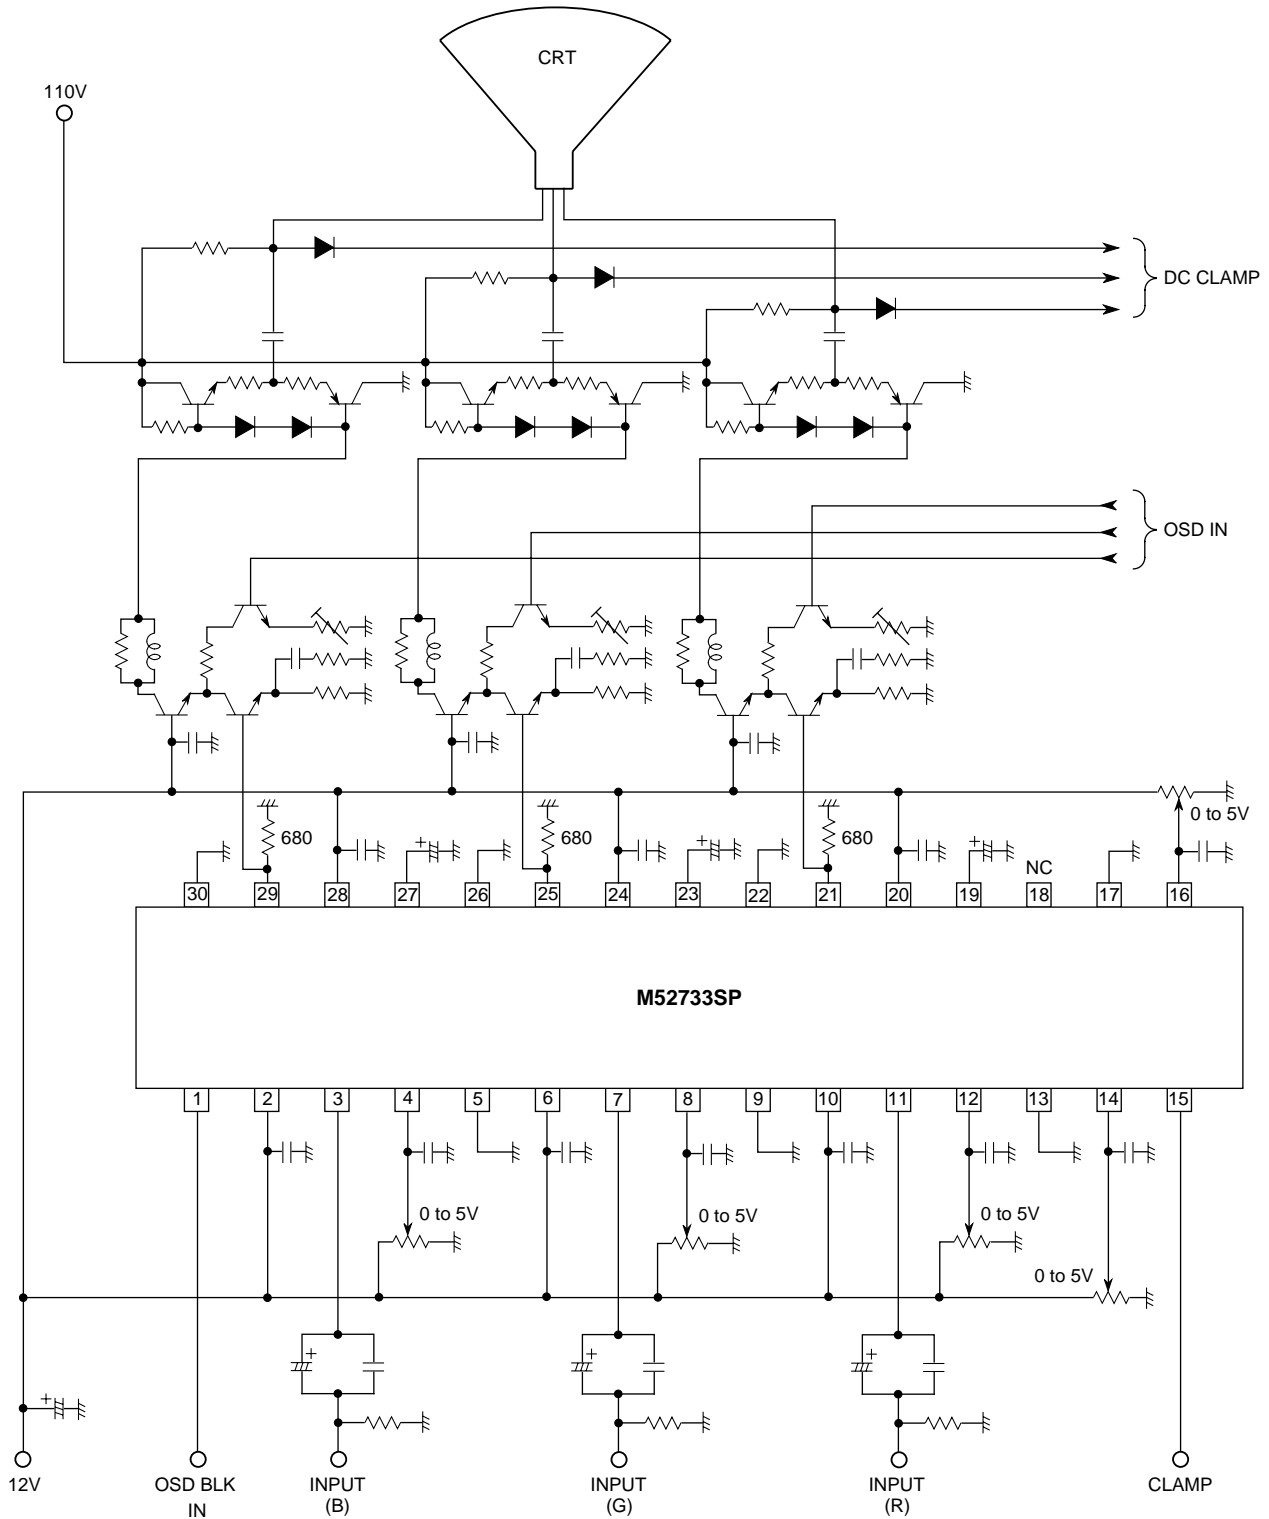 CRT
110V
DC CLAMP
OSD IN
0 to 5V
680
680
680
+
+
+
NC
30 29 28 27 26 25 24 23 22 21 20 19 18 17 16
M52733SP
1 2 3 4 5 6 7 8 9 10 11 12 13 14 15
0 to 5V
0 to 5V
0 to 5V
0 to 5V
+
+
+
+
12V
OSD BLK
IN
INPUT
(B)
INPUT
(G)
INPUT
(R)
CLAMP